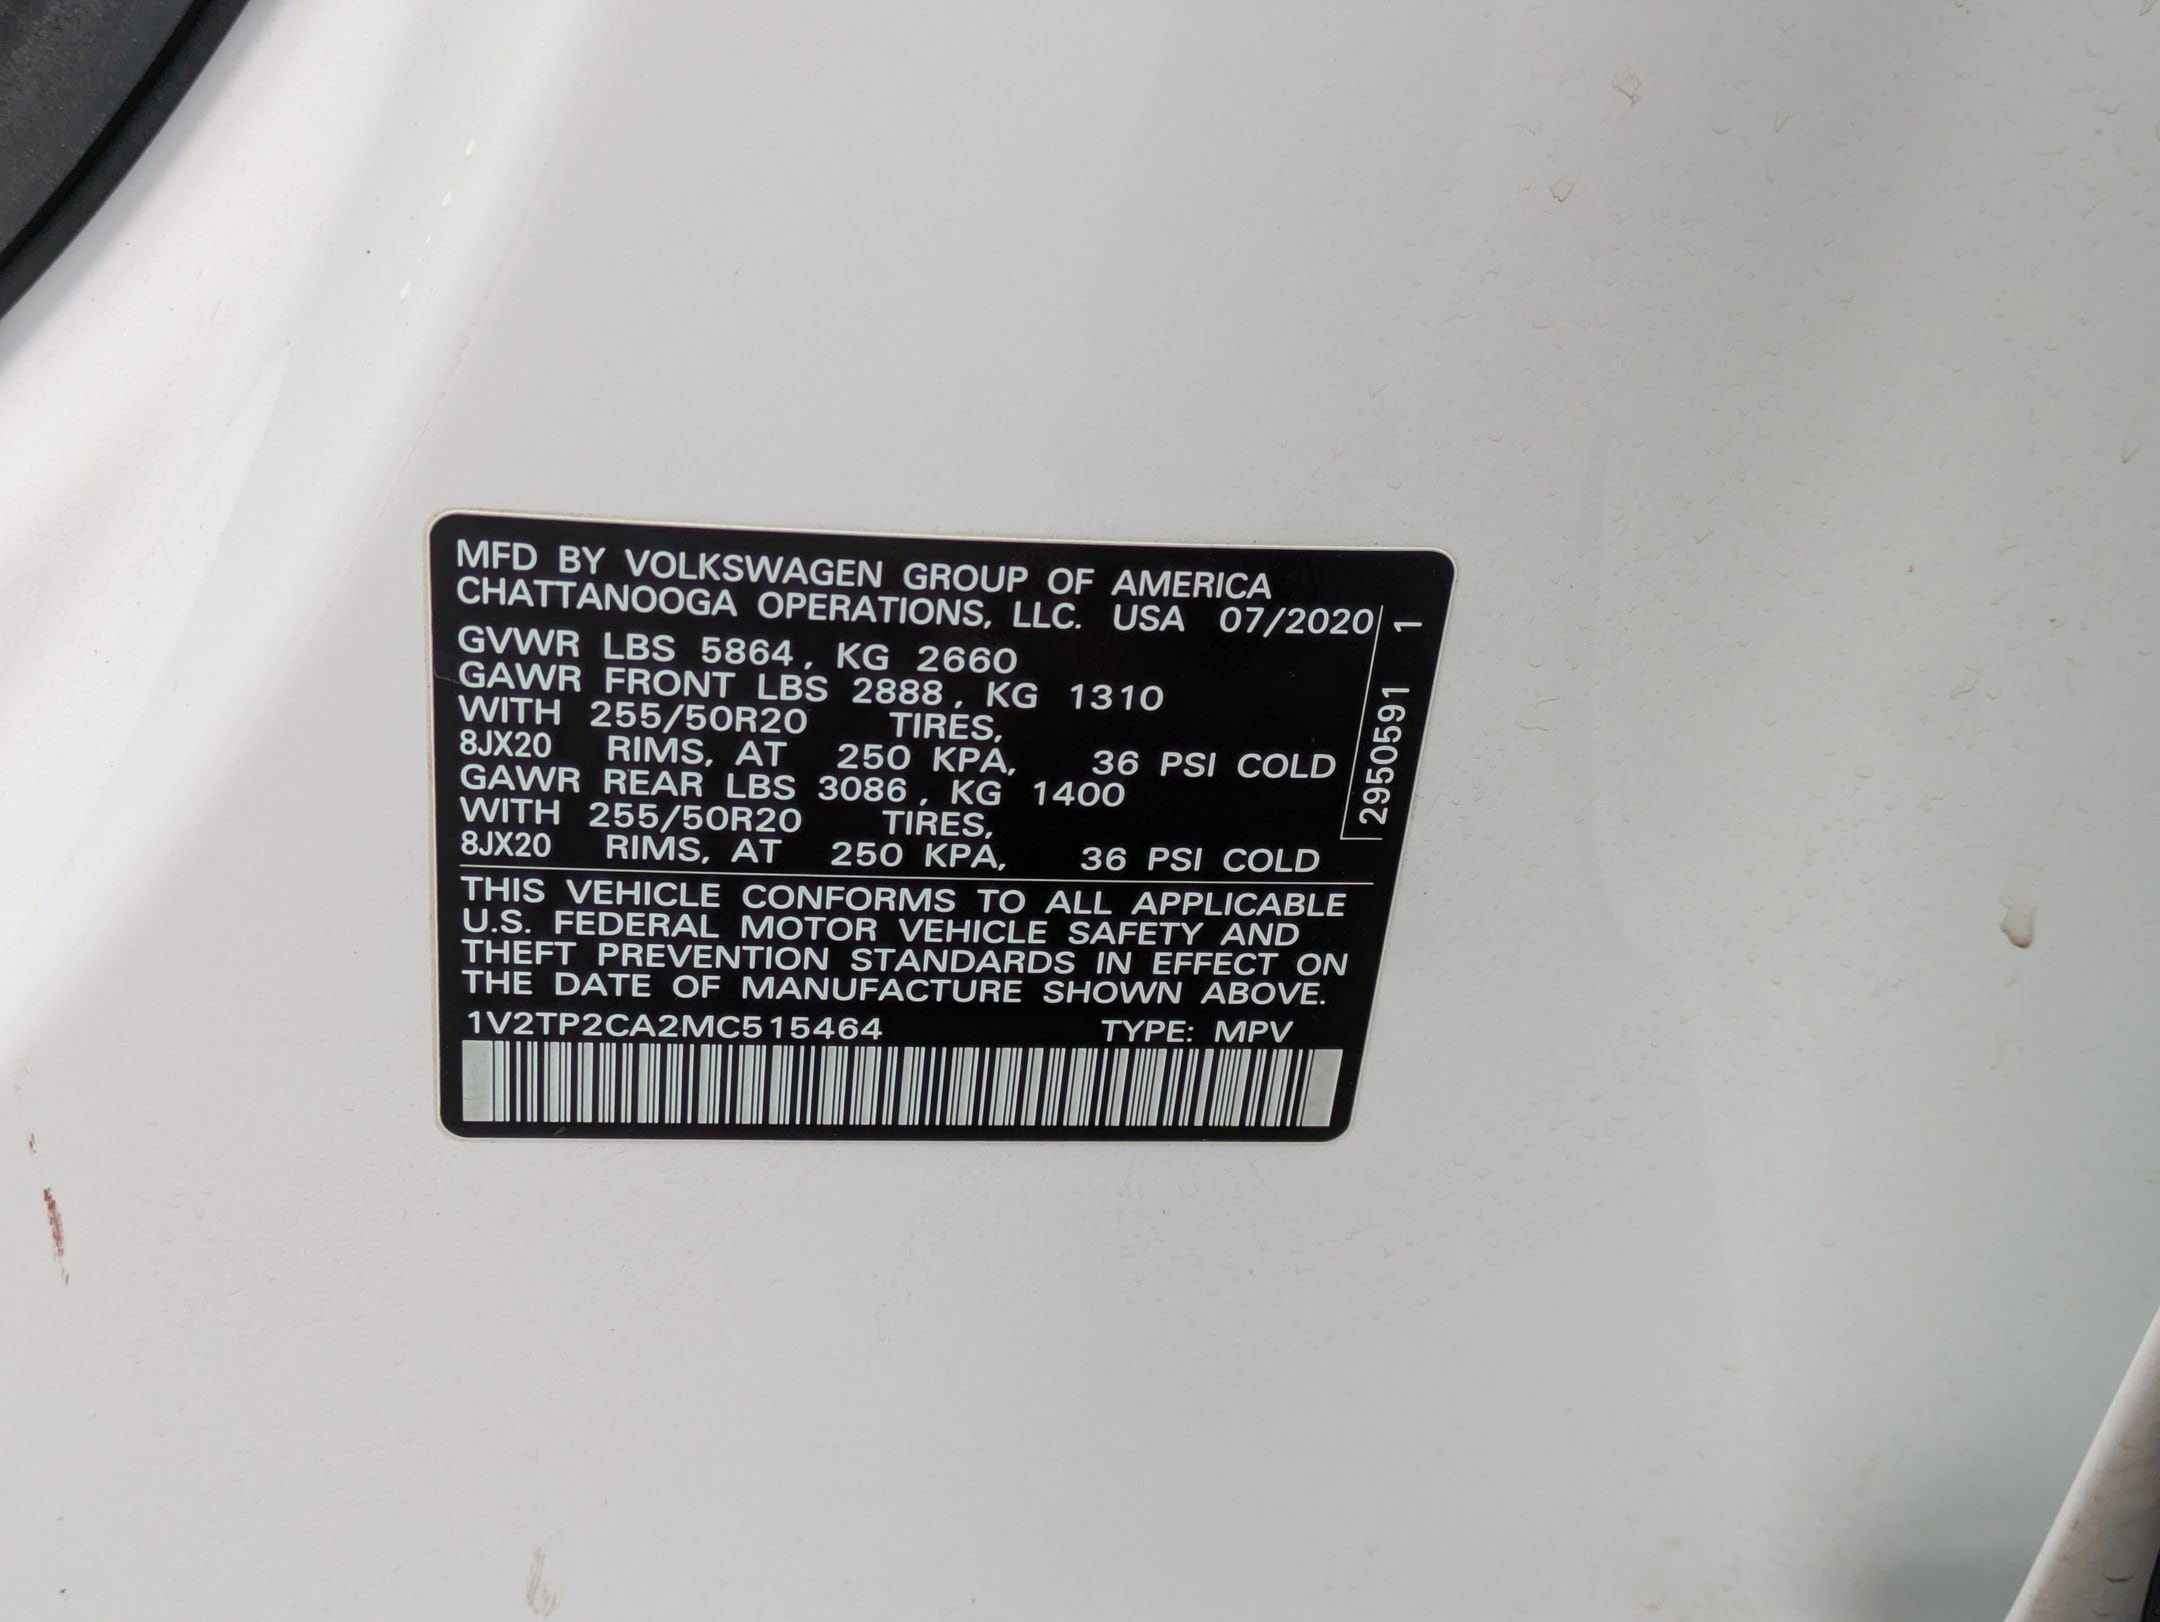 MFD BY VOLKSWAGEN GROUP OF AMERICA
CHATTANOOGA OPERATIONS, LLC. USA 07/2020
GVWR LBS 5864, KG 2660
GAWR FRONT LBS 2888, KG 1310
WITH 255/50R20 TIRES,
8JX20 RIMS, AT 250 KPA, 36 PSI COLD
GAWR REAR LBS 3086, KG 1400
WITH 255/50R20 TIRES,
8JX20 RIMS, AT 250 KPA, 36 PSI COLD
2950591 1
THIS VEHICLE CONFORMS TO ALL APPLICABLE
U.S. FEDERAL MOTOR VEHICLE SAFETY AND
THEFT PREVENTION STANDARDS IN EFFECT ON
THE DATE OF MANUFACTURE SHOWN ABOVE.
1V2TP2CA2MC515464 TYPE: MPV